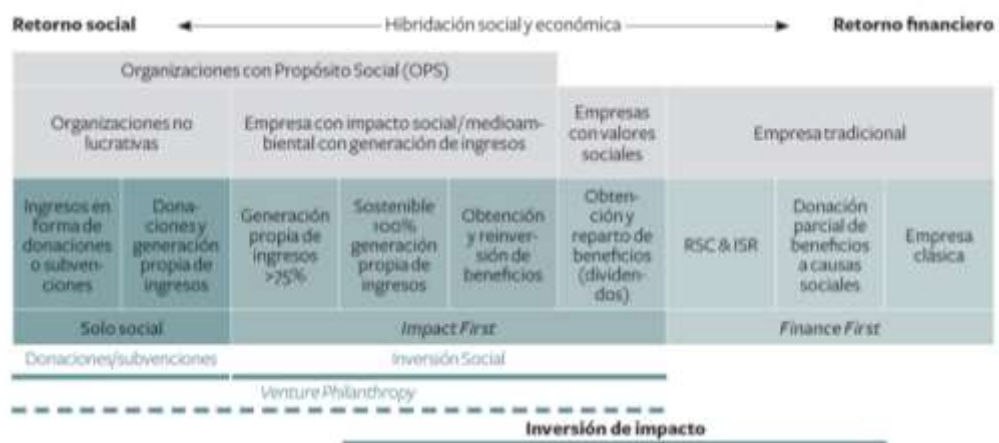 Retorno social
Hibridación social y económica
Retorno financiero
Organizaciones con Propósito Social (OPS)
Organizaciones no
lucrativas
Empresa con impacto social/medioam-
biental con generación de ingresos
Empresas
con valores
sociales
Empresa tradicional
Ingresos en
forma de
donaciones
o subven-
ciones
Dona-
ciones y
generación
propia de
ingresos
Generación
propia de
ingresos
>75%
Sostenible
100%
generación
propia de
ingresos
Obtención
y reinver-
sión de
beneficios
Obten-
ción y
reparto de
beneficios
(dividen-
dos)
RSC & ISR
Donación
parcial de
beneficios
a causas
sociales
Empresa
clásica
Solo social
Impact First
Finance First
Donaciones/subvenciones
Inversión Social
Venture Philanthropy
Inversión de impacto